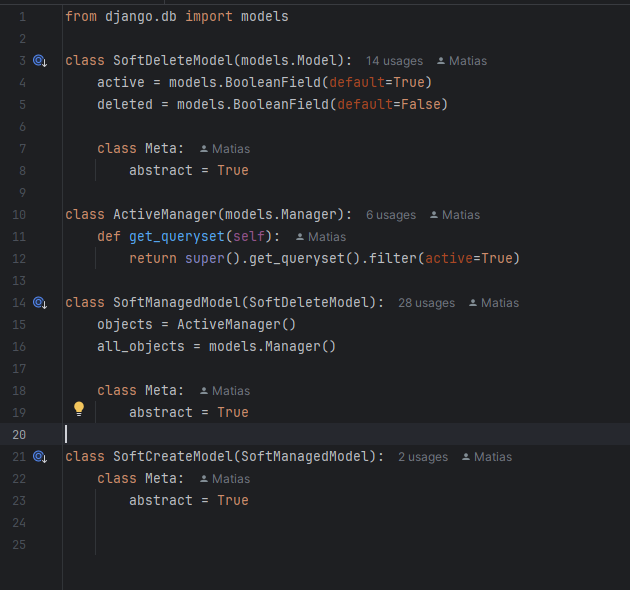 1 from django.db import models
2
3 class SoftDeleteModel(models.Model): 14 usages Matias
4     active = models.BooleanField(default=True)
5     deleted = models.BooleanField(default=False)
6
7     class Meta: Matias
8         abstract = True
9
10 class ActiveManager(models.Manager): 6 usages Matias
11     def get_queryset(self): Matias
12         return super().get_queryset().filter(active=True)
13
14 class SoftManagedModel(SoftDeleteModel): 28 usages Matias
15     objects = ActiveManager()
16     all_objects = models.Manager()
17
18     class Meta: Matias
19         abstract = True
20
21 class SoftCreateModel(SoftManagedModel): 2 usages Matias
22     class Meta: Matias
23         abstract = True
24
25